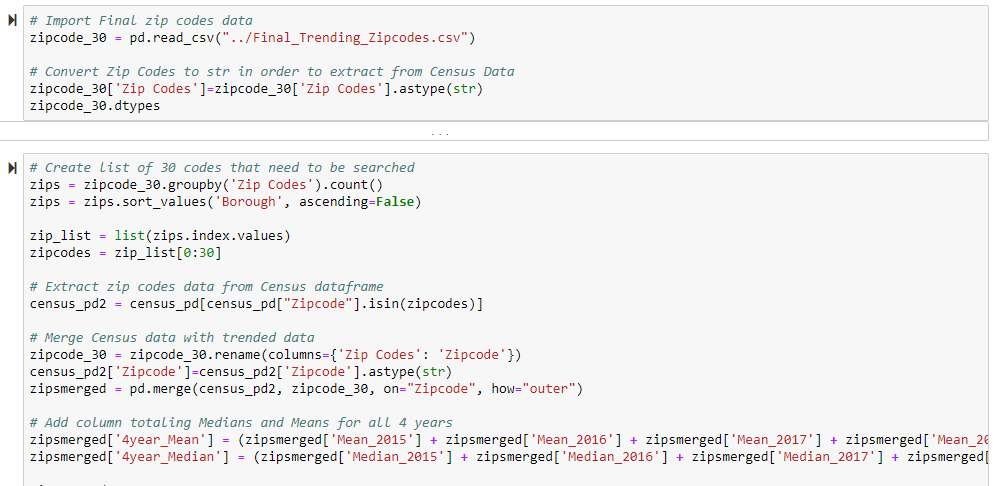 # Import Final zip codes data
zipcode_30 = pd.read_csv("../Final_Trending_Zipcodes.csv")
# Convert Zip Codes to str in order to extract from Census Data
zipcode_30['Zip Codes']=zipcode_30['Zip Codes'].astype(str)
zipcode_30.dtypes
...
# Create list of 30 codes that need to be searched
zips = zipcode_30.groupby('Zip Codes').count()
zips = zips.sort_values('Borough', ascending=False)
zip_list = list(zips.index.values)
zipcodes = zip_list[0:30]
# Extract zip codes data from Census dataframe
census_pd2 = census_pd[census_pd["Zipcode"].isin(zipcodes)]
# Merge Census data with trended data
zipcode_30 = zipcode_30.rename(columns={'Zip Codes': 'Zipcode'})
census_pd2['Zipcode']=census_pd2['Zipcode'].astype(str)
zipsmerged = pd.merge(census_pd2, zipcode_30, on="Zipcode", how="outer")
# Add column totaling Medians and Means for all 4 years
zipsmerged['4year_Mean'] = (zipsmerged['Mean_2015'] + zipsmerged['Mean_2016'] + zipsmerged['Mean_2017'] + zipsmerged['Mean_20
zipsmerged['4year_Median'] = (zipsmerged['Median_2015'] + zipsmerged['Median_2016'] + zipsmerged['Median_2017'] + zipsmerged[